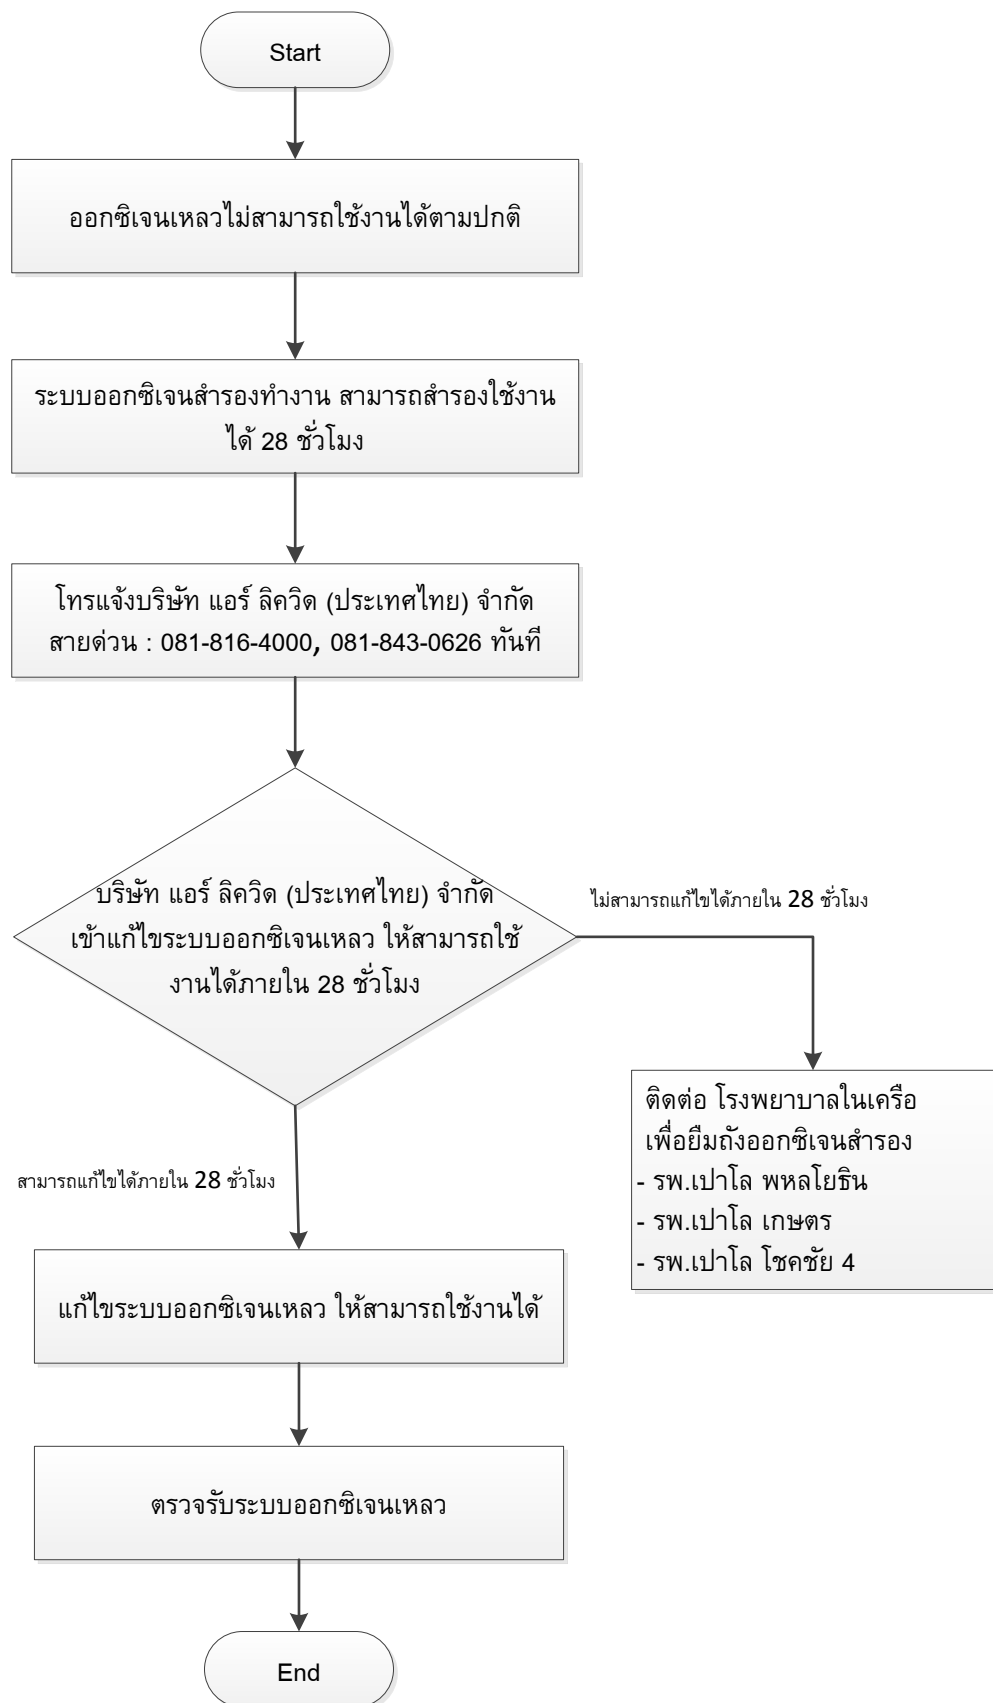 Start
ออกซิเจนเหลวไม่สามารถใช้งานได้ตามปกติ
ระบบออกซิเจนสำรองทำงาน สามารถสำรองใช้งาน
ได้ 28 ชั่วโมง
โทรแจ้งบริษัท แอร์ ลิควิด (ประเทศไทย) จำกัด
สายด่วน : 081-816-4000, 081-843-0626 ทันที
บริษัท แอร์ ลิควิด (ประเทศไทย) จำกัด
เข้าแก้ไขระบบออกซิเจนเหลว ให้สามารถใช้
งานได้ภายใน 28 ชั่วโมง
ไม่สามารถแก้ไขได้ภายใน 28 ชั่วโมง
ติดต่อ โรงพยาบาลในเครือ
เพื่อยืมถังออกซิเจนสำรอง
- รพ.เปาโล พหลโยธิน
- รพ.เปาโล เกษตร
- รพ.เปาโล โชคชัย 4
สามารถแก้ไขได้ภายใน 28 ชั่วโมง
แก้ไขระบบออกซิเจนเหลว ให้สามารถใช้งานได้
ตรวจรับระบบออกซิเจนเหลว
End